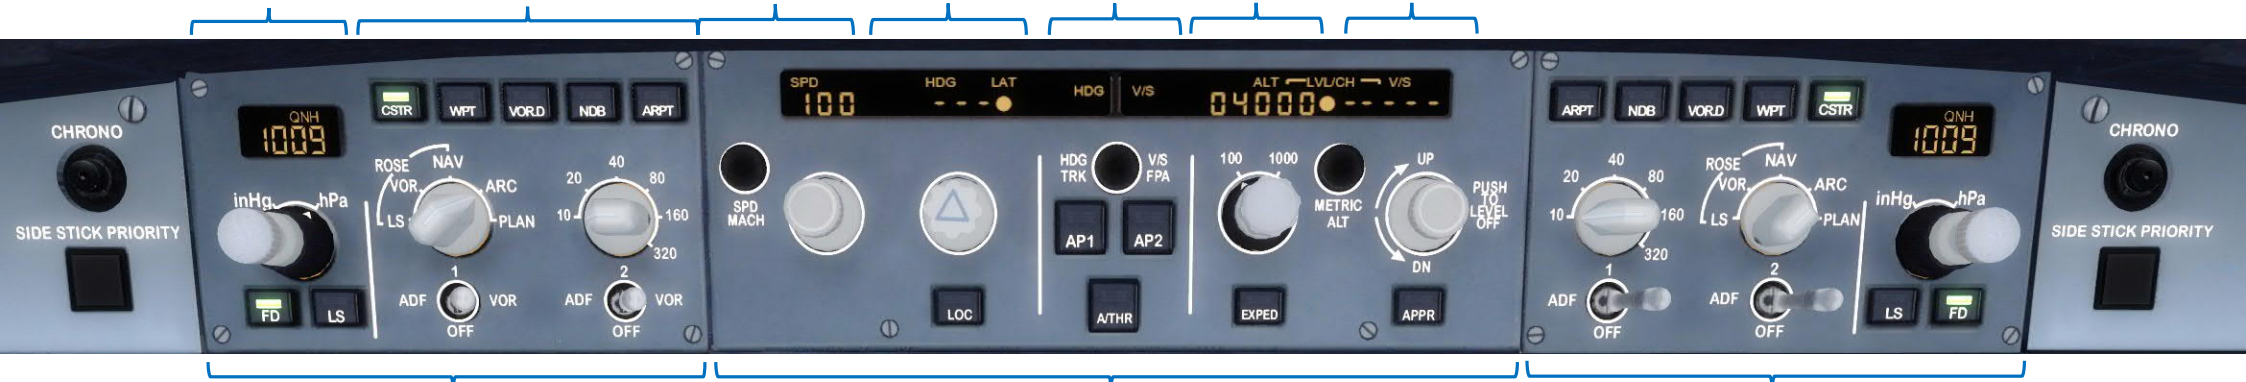 CHRONO
SIDE STICK PRIORITY
QNH
1009
inHg hPa
FD LS
CSTR WPT VOR.D NDB ARPT
ROSE NAV
VOR ARC
LS PLAN
10 20 40 80 160 320
1
ADF VOR
OFF
2
ADF VOR
OFF
SPD HDG LAT HDG V/S ALT LVL/CH V/S
100 --- 04000 -----
SPD
MACH
LOC
HDG V/S
TRK FPA
AP1 AP2
A/THR
100 1000
METRIC
ALT
EXPED
UP
PUSH
TO
LEVEL
OFF
DN
APPR
ARPT NDB VOR.D WPT CSTR
10 20 40 80 160 320
ROSE NAV
VOR ARC
LS PLAN
1
ADF
OFF
2
ADF
OFF
QNH
1009
inHg hPa
LS FD
CHRONO
SIDE STICK PRIORITY